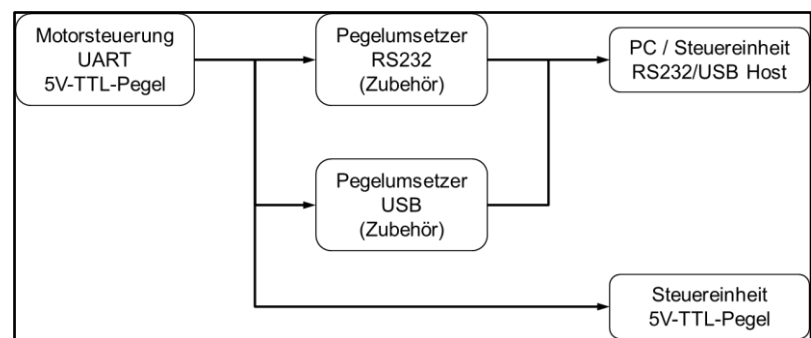 Motorsteuerung
UART
5V-TTL-Pegel
Pegelumsetzer
RS232
(Zubehör)
PC / Steuereinheit
RS232/USB Host
Pegelumsetzer
USB
(Zubehör)
Steuereinheit
5V-TTL-Pegel